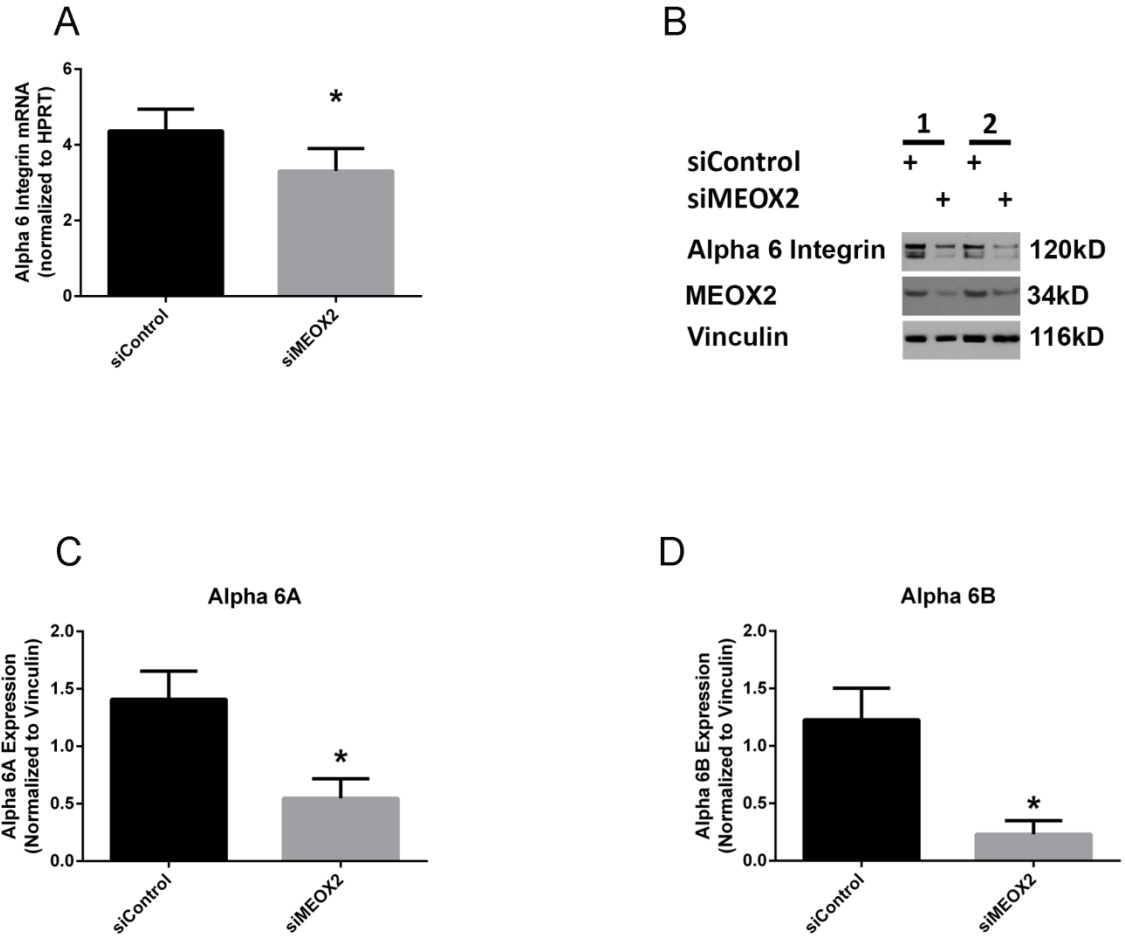 A
Alpha 6 Integrin mRNA
(normalized to HPRT)
6
4
2
0
*
siControl
siMEOX2
B
1 2
siControl + +
siMEOX2 + +
Alpha 6 Integrin 120kD
MEOX2 34kD
Vinculin 116kD
C
Alpha 6A
Alpha 6A Expression
(Normalized to Vinculin)
2.0
1.5
1.0
0.5
0.0
*
siControl
siMEOX2
D
Alpha 6B
Alpha 6B Expression
(Normalized to Vinculin)
2.0
1.5
1.0
0.5
0.0
*
siControl
siMEOX2